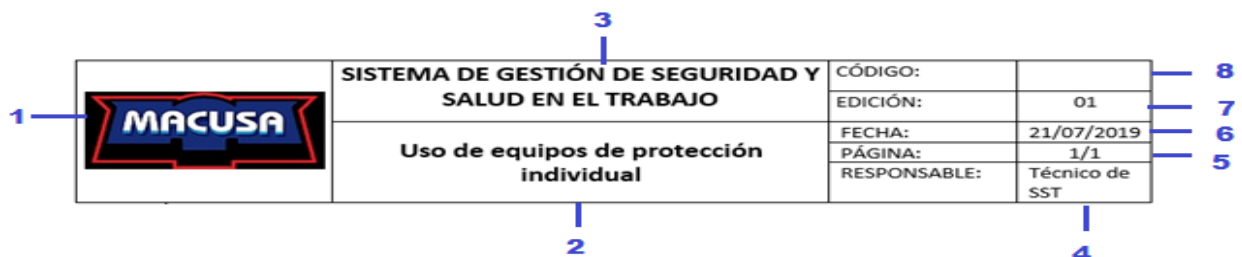 3
SISTEMA DE GESTIÓN DE SEGURIDAD Y
SALUD EN EL TRABAJO
CÓDIGO:
8
EDICIÓN: 01
7
1
MACUSA
Uso de equipos de protección
individual
FECHA: 21/07/2019
6
PÁGINA: 1/1
5
RESPONSABLE: Técnico de
SST
2
4